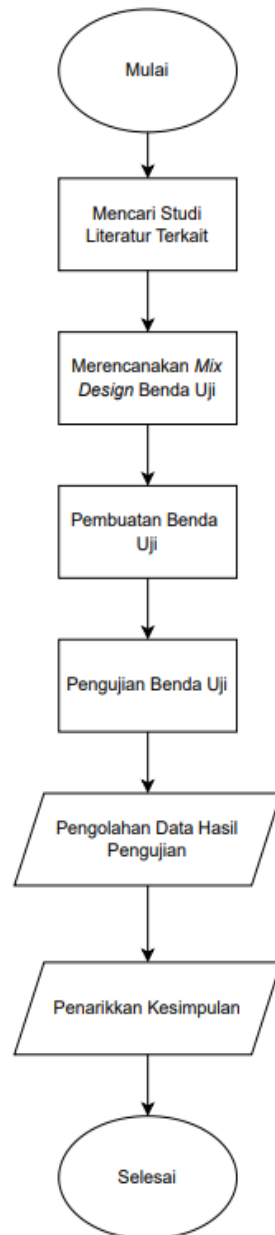 Mulai
Mencari Studi
Literatur Terkait
Merencanakan Mix
Design Benda Uji
Pembuatan Benda
Uji
Pengujian Benda Uji
Pengolahan Data Hasil
Pengujian
Penarikkan Kesimpulan
Selesai